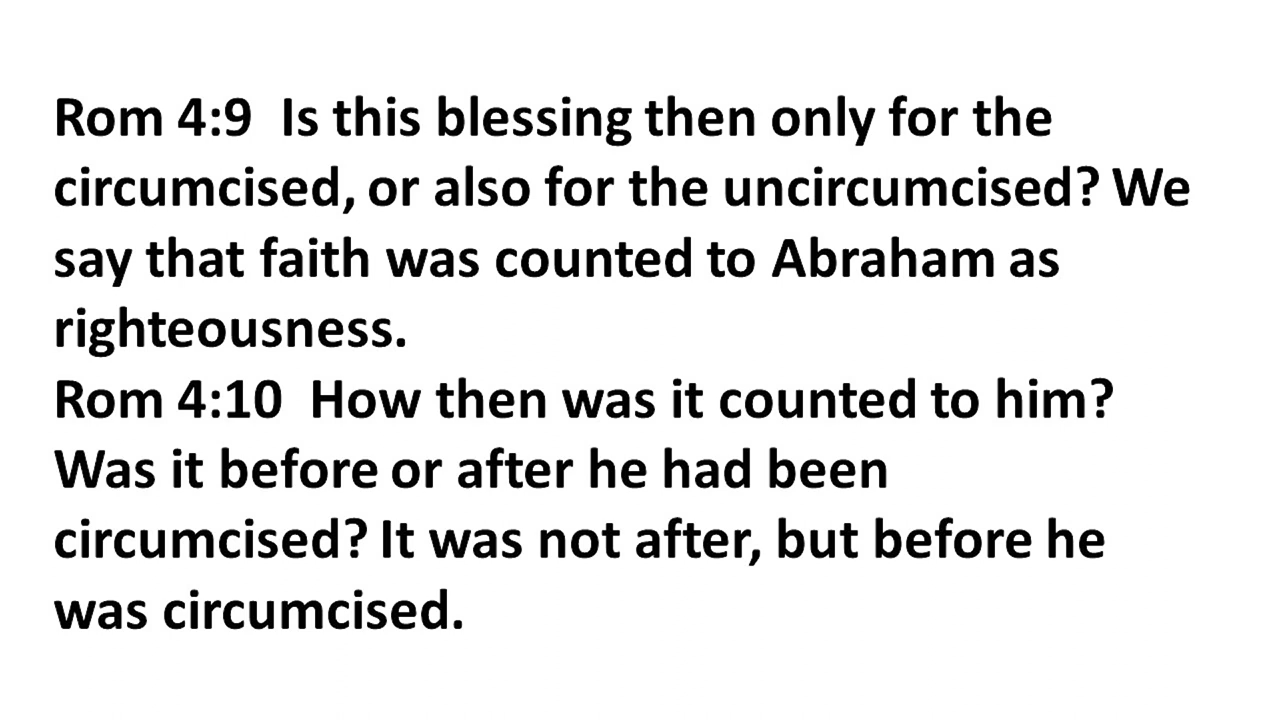 Rom 4:9  Is this blessing then only for the
circumcised, or also for the uncircumcised? We
say that faith was counted to Abraham as
righteousness.
Rom 4:10  How then was it counted to him?
Was it before or after he had been
circumcised? It was not after, but before he
was circumcised.